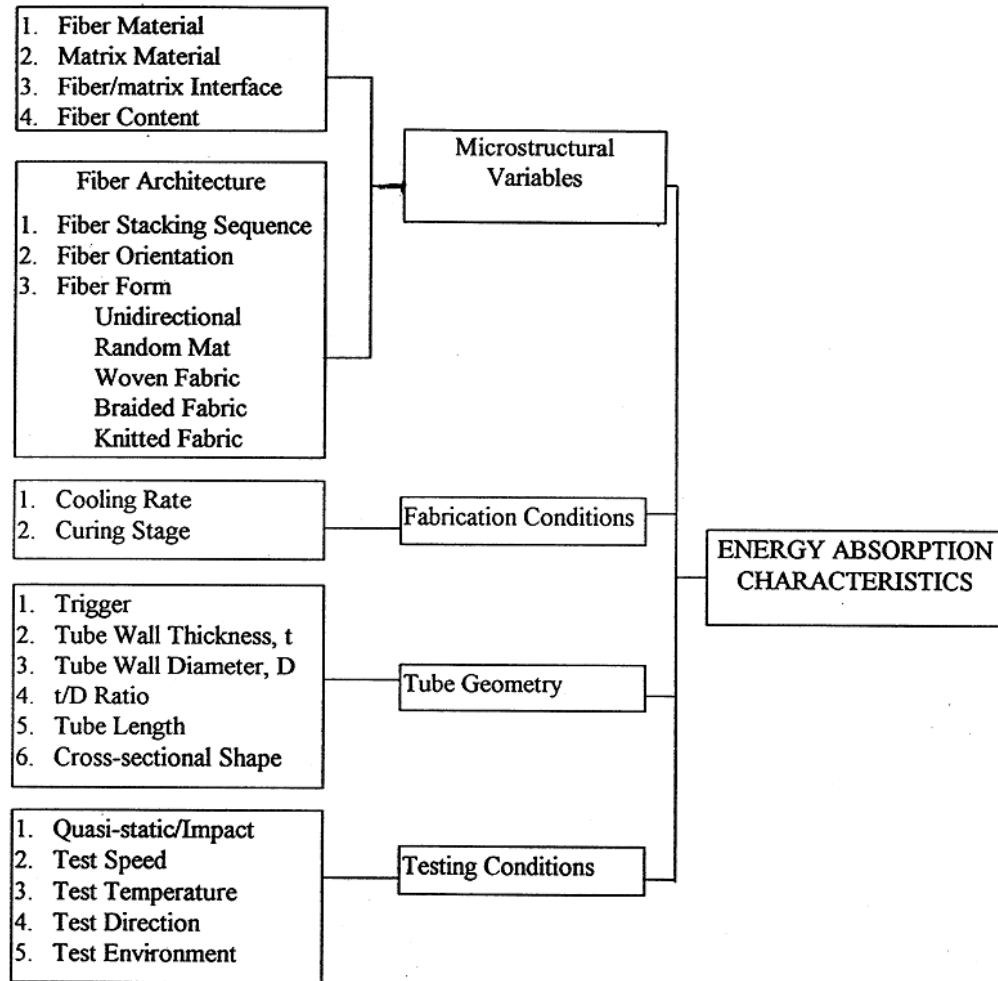 1. Fiber Material
2. Matrix Material
3. Fiber/matrix Interface
4. Fiber Content
Microstructural
Variables
Fiber Architecture
1. Fiber Stacking Sequence
2. Fiber Orientation
3. Fiber Form
Unidirectional
Random Mat
Woven Fabric
Braided Fabric
Knitted Fabric
1. Cooling Rate
2. Curing Stage
Fabrication Conditions
ENERGY ABSORPTION
CHARACTERISTICS
1. Trigger
2. Tube Wall Thickness, t
3. Tube Wall Diameter, D
4. t/D Ratio
5. Tube Length
6. Cross-sectional Shape
Tube Geometry
1. Quasi-static/Impact
2. Test Speed
3. Test Temperature
4. Test Direction
5. Test Environment
Testing Conditions